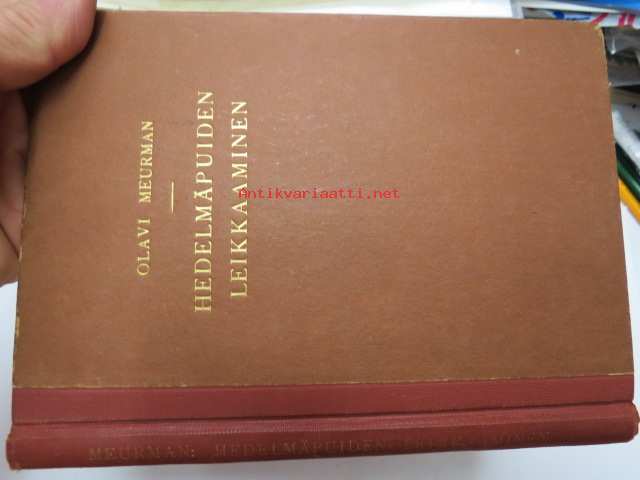 OLAVI MEURMAN
HEDELMÄPUIDEN
LEIKKAAMINEN
Antikvariaatti.net
MEURMAN: HEDELMÄPUIDEN